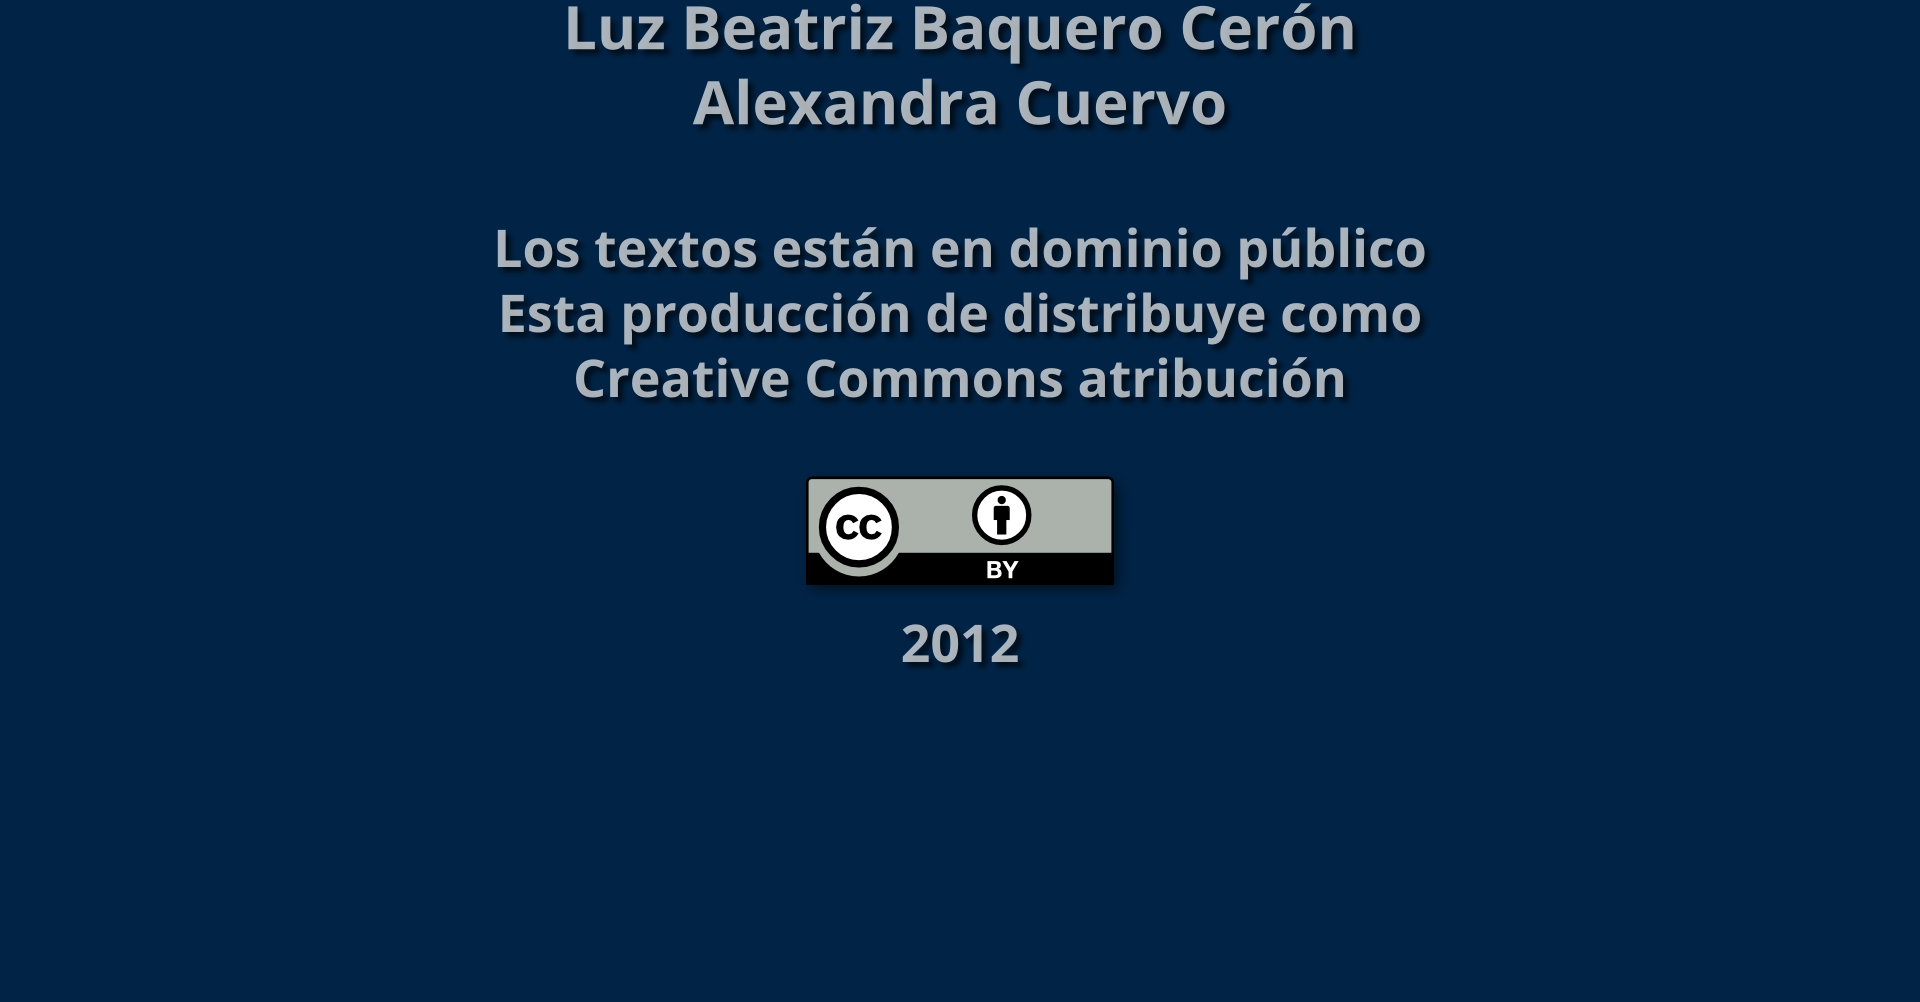 Luz Beatriz Baquero Cerón
Alexandra Cuervo
Los textos están en dominio público
Esta producción de distribuye como
Creative Commons atribución
cc
BY
2012